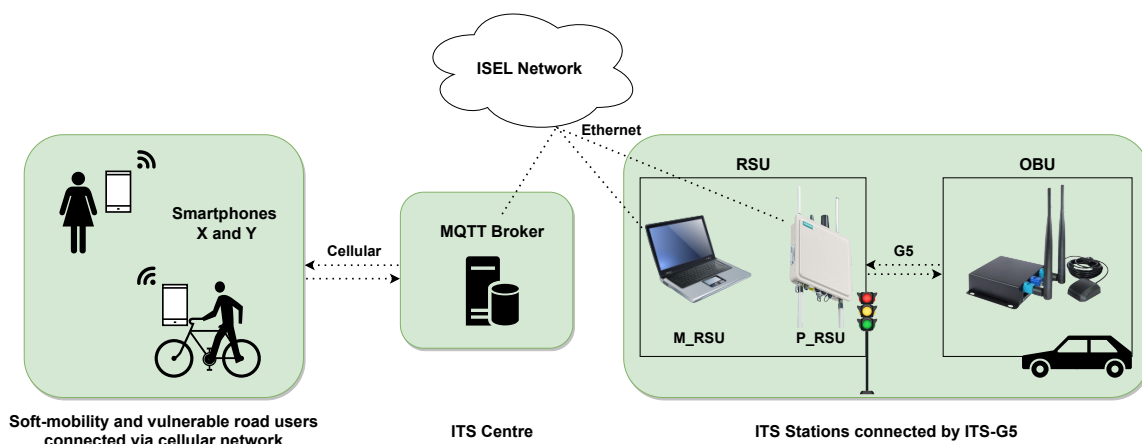 ISEL Network
Ethernet
Smartphones
X and Y
Cellular
MQTT Broker
RSU
OBU
G5
M_RSU
P_RSU
Soft-mobility and vulnerable road users
connected via cellular network
ITS Centre
ITS Stations connected by ITS-G5